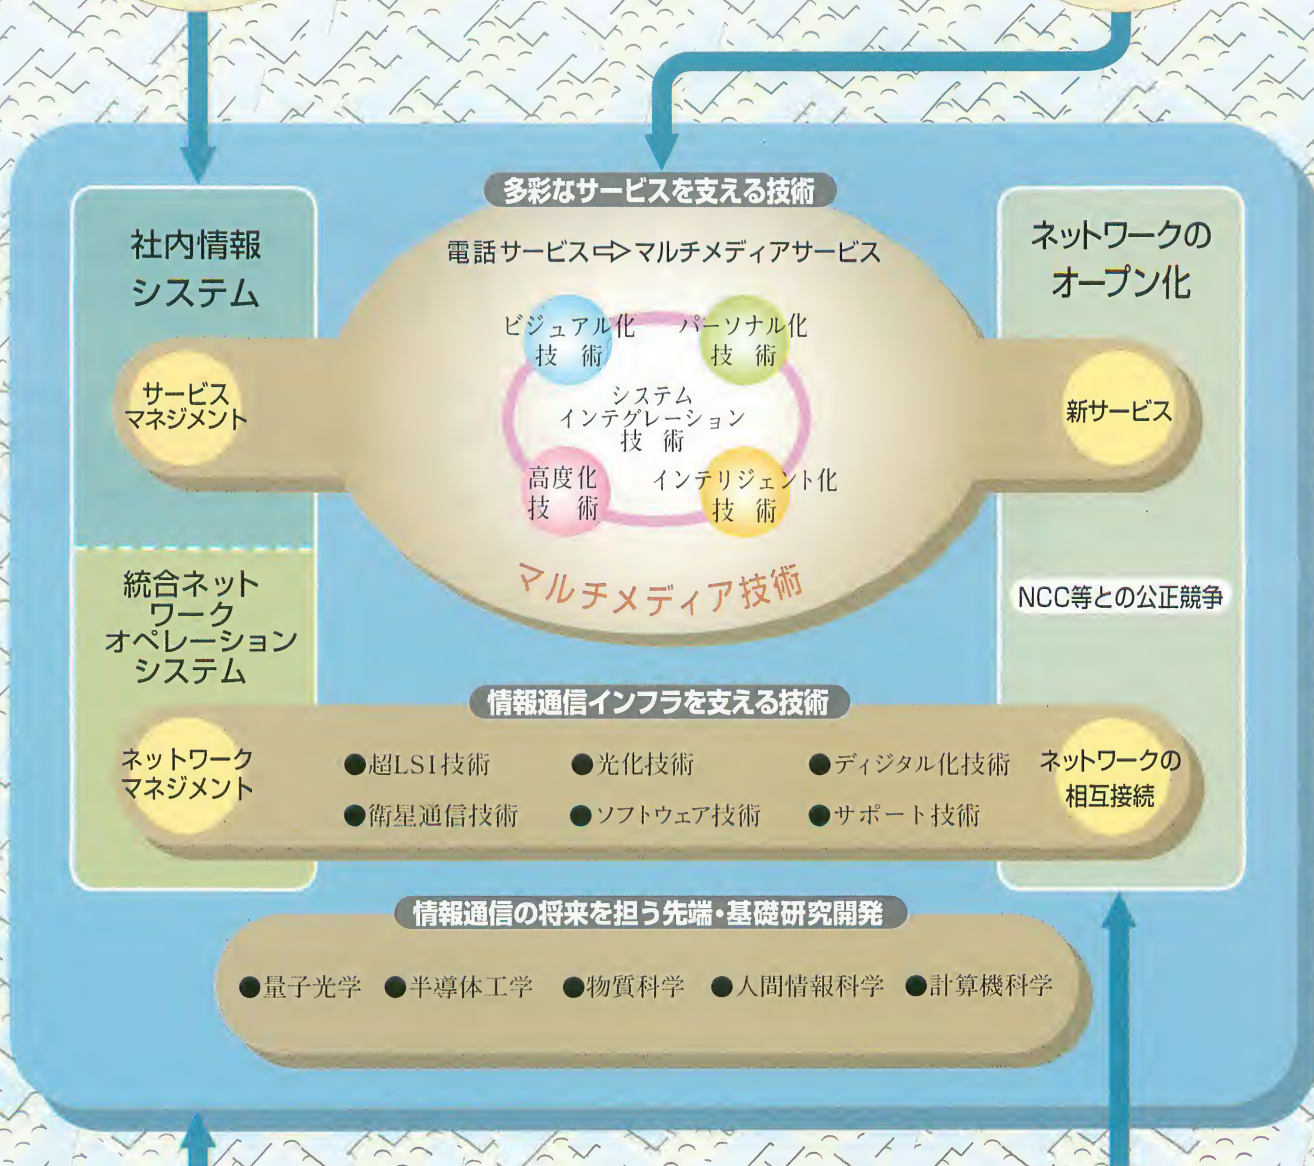 多彩なサービスを支える技術
電話サービス⇨マルチメディアサービス
社内情報
システム
ネットワークの
オープン化
ビジュアル化
技 術
パーソナル化
技 術
システム
インテグレーション
技 術
高度化
技 術
インテリジェント化
技 術
マルチメディア技術
サービス
マネジメント
新サービス
統合ネット
ワーク
オペレーション
システム
NCC等との公正競争
情報通信インフラを支える技術
ネットワーク
マネジメント
●超LSI技術 ●光化技術 ●ディジタル化技術
●衛星通信技術 ●ソフトウェア技術 ●サポート技術
ネットワークの
相互接続
情報通信の将来を担う先端・基礎研究開発
●量子光学 ●半導体工学 ●物質科学 ●人間情報科学 ●計算機科学